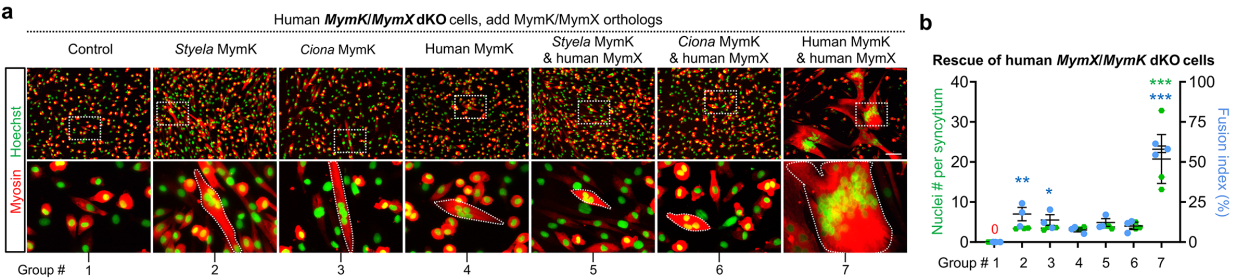 a
Human MymK/MymX dKO cells, add MymK/MymX orthologs
Control
Styela MymK
Ciona MymK
Human MymK
Styela MymK
& human MymX
Ciona MymK
& human MymX
Human MymK
& human MymX
Hoechst
Myosin
Group # 1 2 3 4 5 6 7
b
Rescue of human MymX/MymK dKO cells
Nuclei # per syncytium
40
30
20
10
0
0
**
*
***
***
100
75
50
25
0
Fusion index (%)
Group # 1 2 3 4 5 6 7